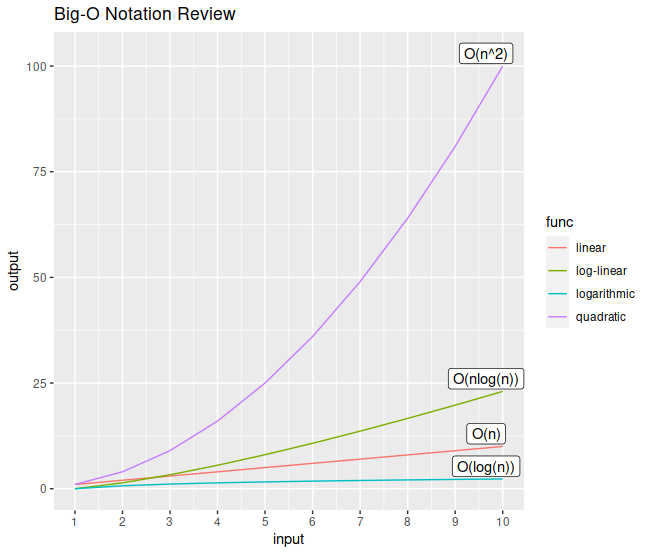 Big-O Notation Review
O(n^2)
100
75
50
25
0
output
O(nlog(n))
O(n)
O(log(n))
1 2 3 4 5 6 7 8 9 10
input
func
linear
log-linear
logarithmic
quadratic